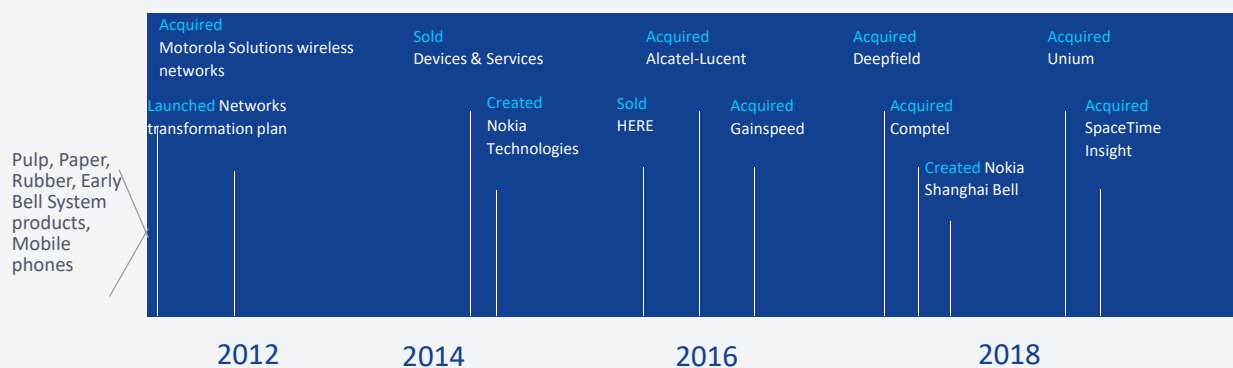 Pulp, Paper,
Rubber, Early
Bell System
products,
Mobile
phones
Acquired
Motorola Solutions wireless
networks
Launched Networks
transformation plan
Sold
Devices & Services
Created
Nokia
Technologies
Sold
HERE
Acquired
Alcatel-Lucent
Acquired
Gainspeed
Acquired
Deepfield
Acquired
Comptel
Created Nokia
Shanghai Bell
Acquired
Unium
Acquired
SpaceTime
Insight
2012
2014
2016
2018